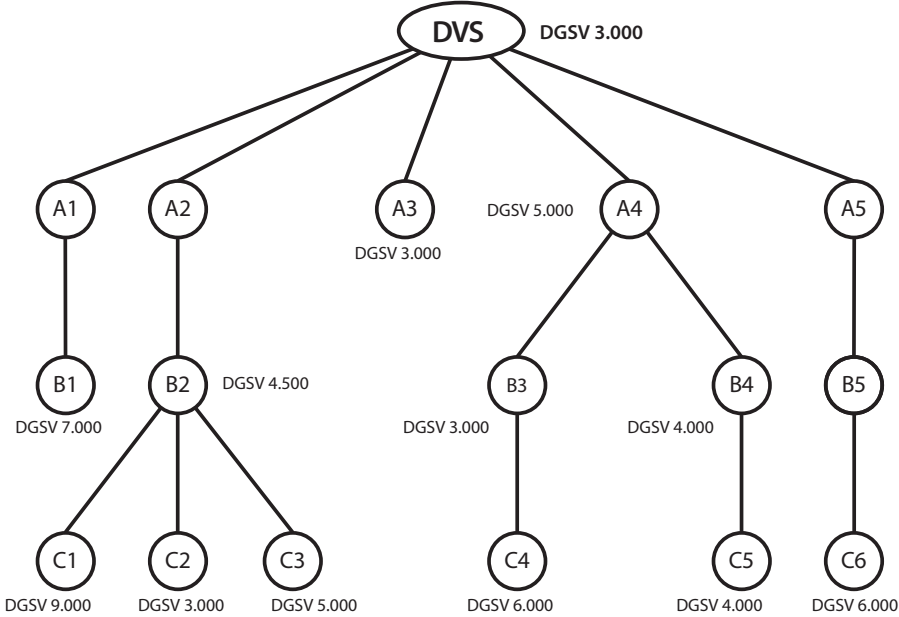 DVS DGSV 3.000
A1 A2 A3 DGSV 5.000 A4 A5
DGSV 3.000
B1 B2 DGSV 4.500 B3 B4 B5
DGSV 7.000 DGSV 3.000 DGSV 4.000
C1 C2 C3 C4 C5 C6
DGSV 9.000 DGSV 3.000 DGSV 5.000 DGSV 6.000 DGSV 4.000 DGSV 6.000